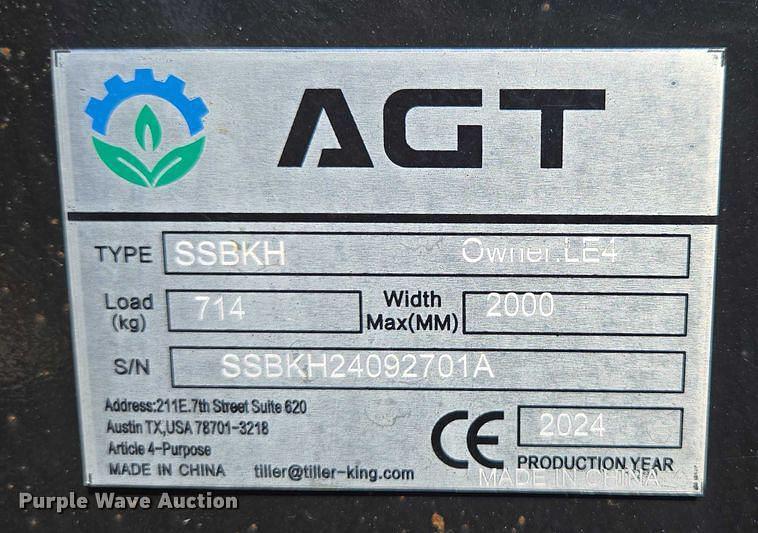 AGT
TYPE SSBKH Owner:LE4
Load (kg) 714 Width Max(MM) 2000
S/N SSBKH24092701A
Address:211E.7th Street Suite 620
Austin TX,USA 78701-3218
Article 4-Purpose
MADE IN CHINA tiller@tiller-king.com
CE 2024
PRODUCTION YEAR
MADE IN CHINA
Purple Wave Auction